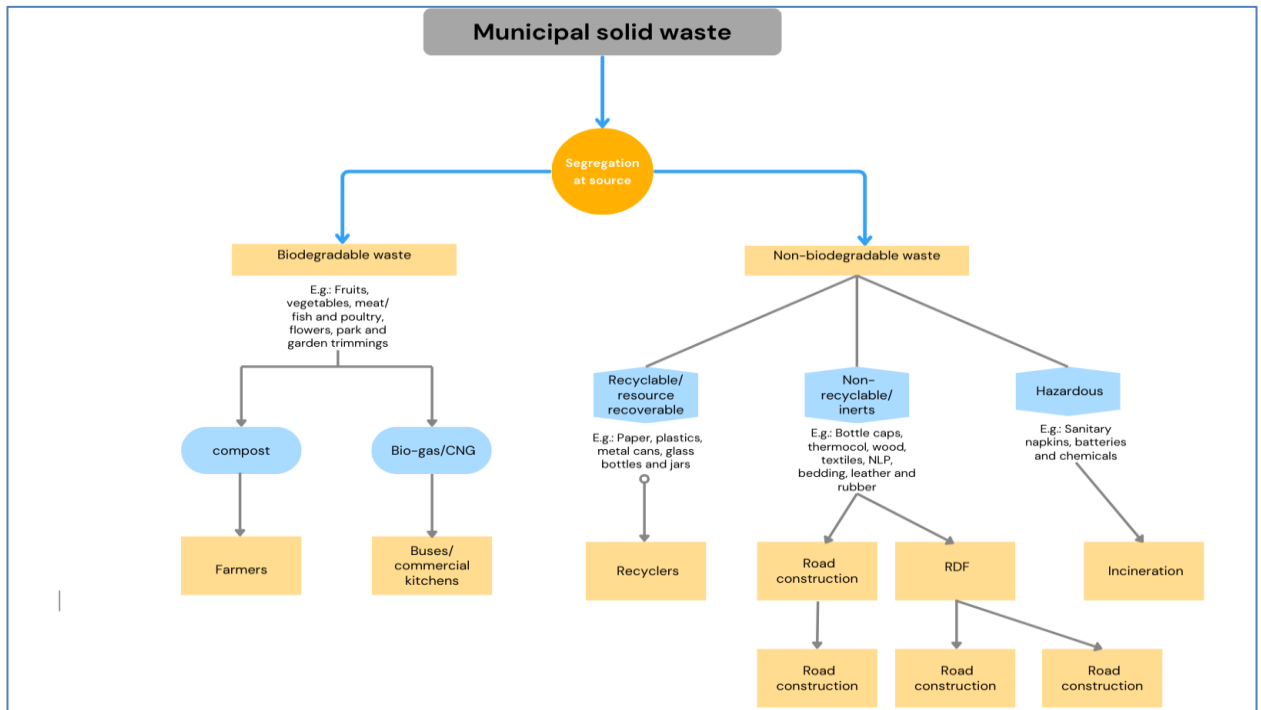 Municipal solid waste
Segregation
at source
Biodegradable waste
Non-biodegradable waste
E.g.: Fruits,
vegetables, meat/
fish and poultry,
flowers, park and
garden trimmings
Recyclable/
resource
recoverable
Non-
recyclable/
inerts
Hazardous
E.g.: Paper, plastics,
metal cans, glass
bottles and jars
E.g.: Bottle caps,
thermocol, wood,
textiles, NLP,
bedding, leather and
rubber
E.g.: Sanitary
napkins, batteries
and chemicals
compost
Bio-gas/CNG
Farmers
Buses/
commercial
kitchens
Recyclers
Road
construction
RDF
Incineration
Road
construction
Road
construction
Road
construction